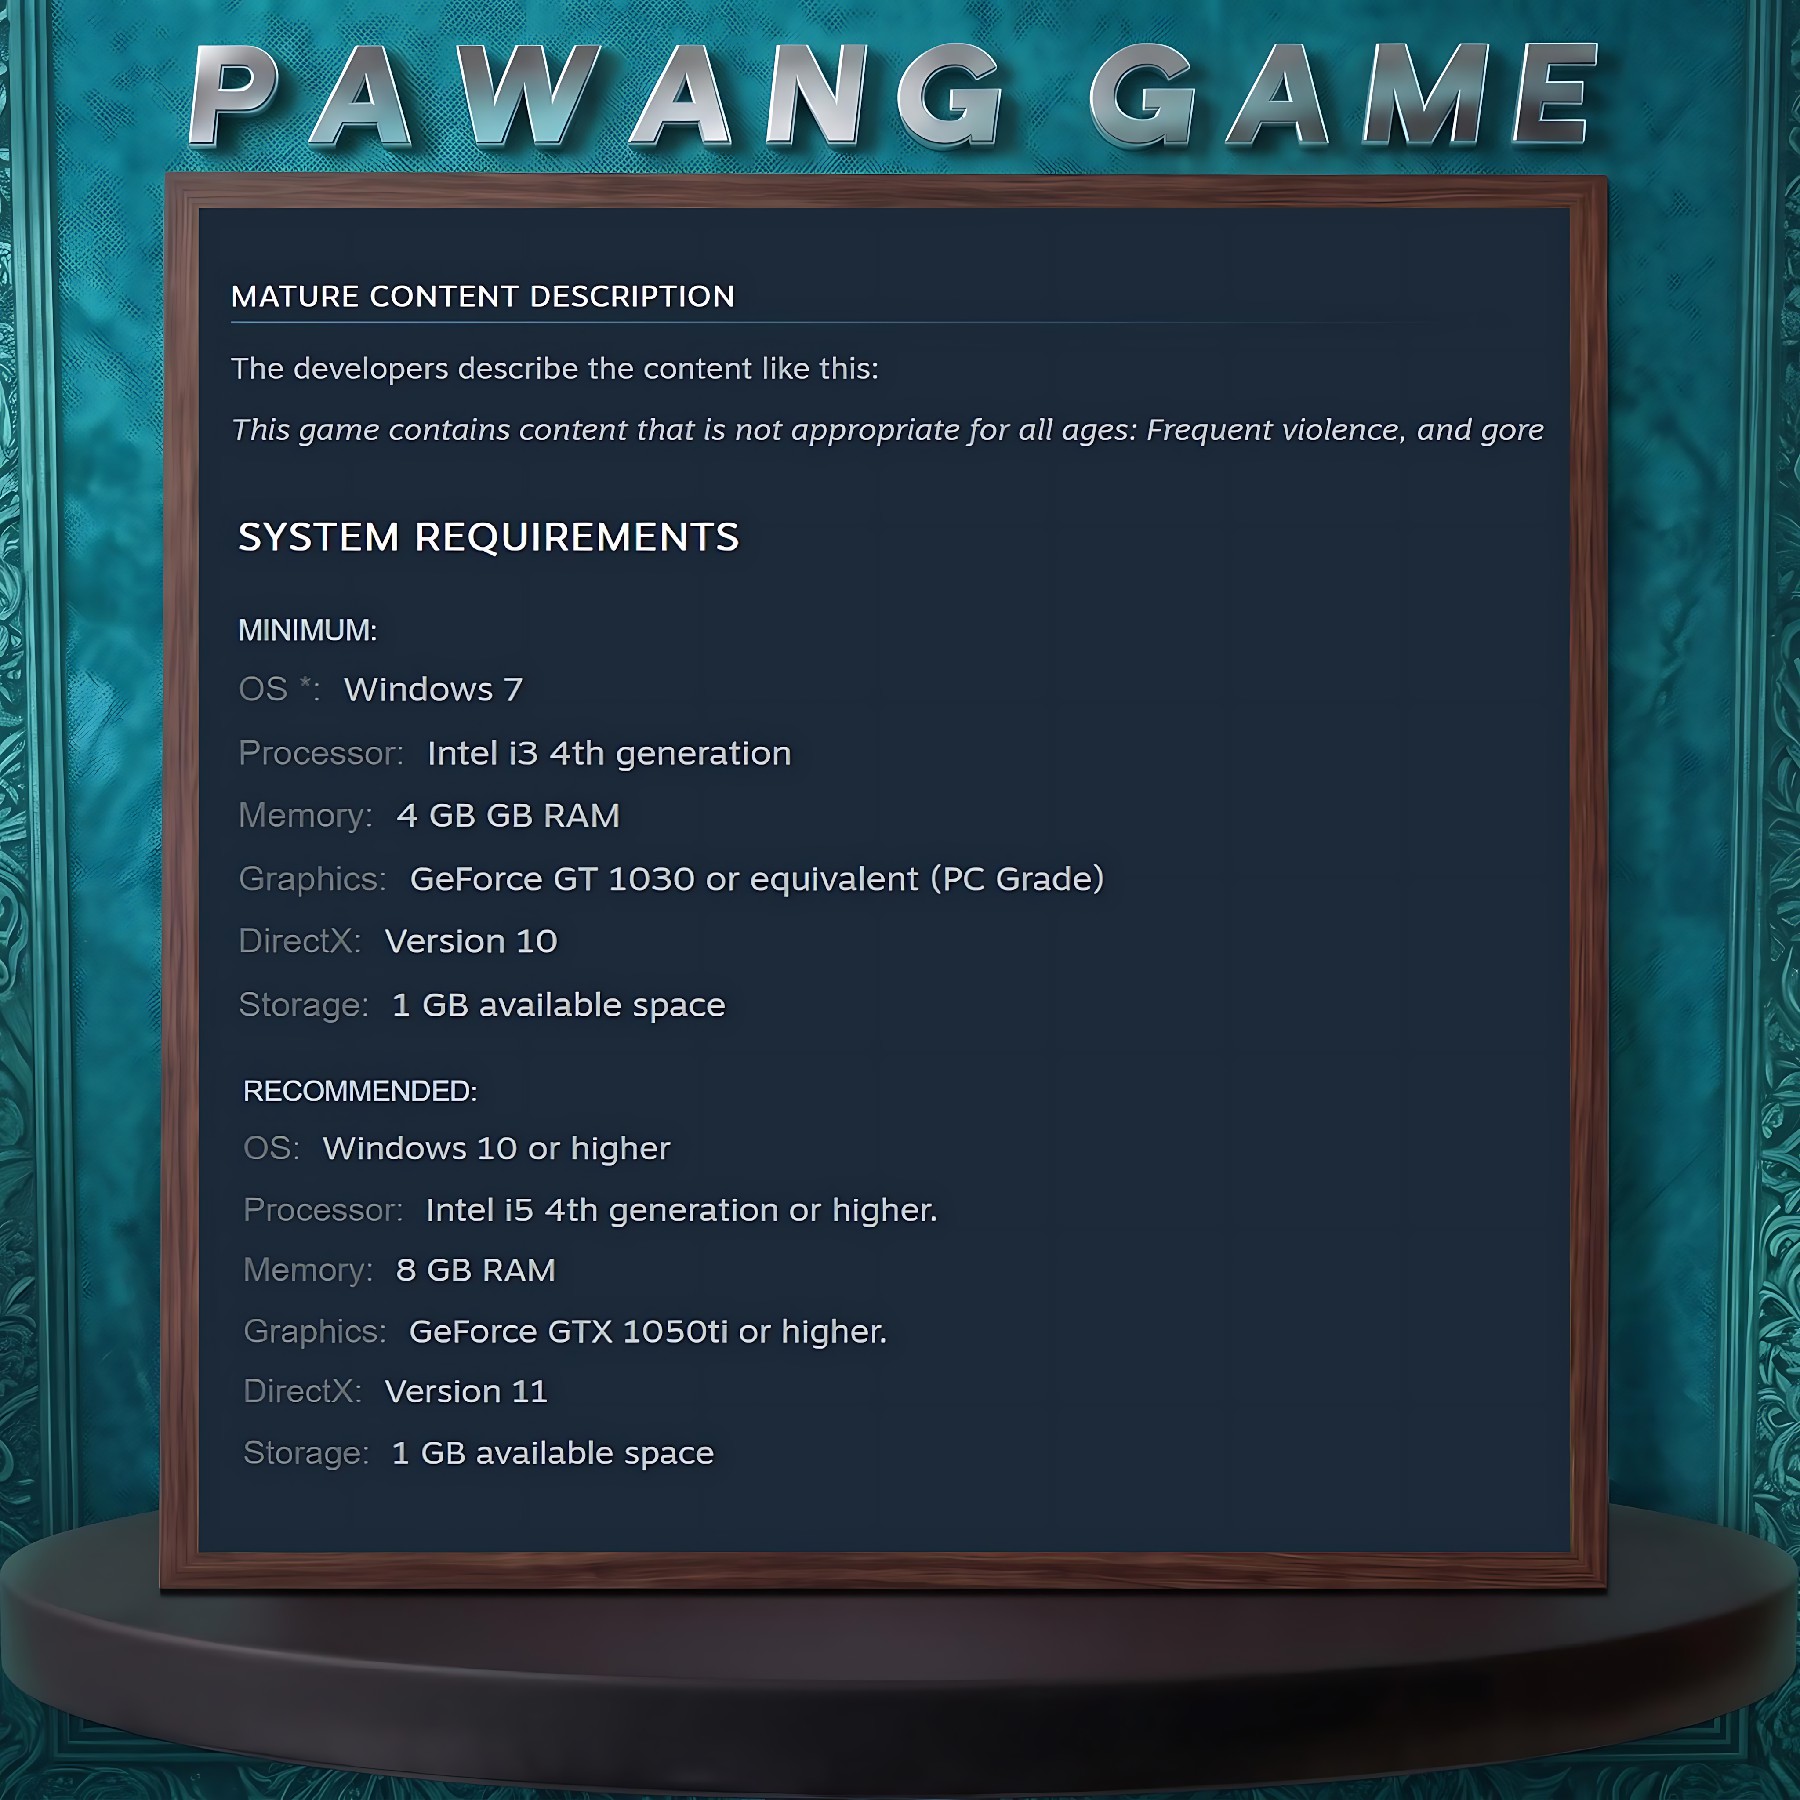 PAWANG GAME
MATURE CONTENT DESCRIPTION
The developers describe the content like this:
This game contains content that is not appropriate for all ages: Frequent violence, and gore
SYSTEM REQUIREMENTS
MINIMUM:
OS *: Windows 7
Processor: Intel i3 4th generation
Memory: 4 GB GB RAM
Graphics: GeForce GT 1030 or equivalent (PC Grade)
DirectX: Version 10
Storage: 1 GB available space
RECOMMENDED:
OS: Windows 10 or higher
Processor: Intel i5 4th generation or higher.
Memory: 8 GB RAM
Graphics: GeForce GTX 1050ti or higher.
DirectX: Version 11
Storage: 1 GB available space